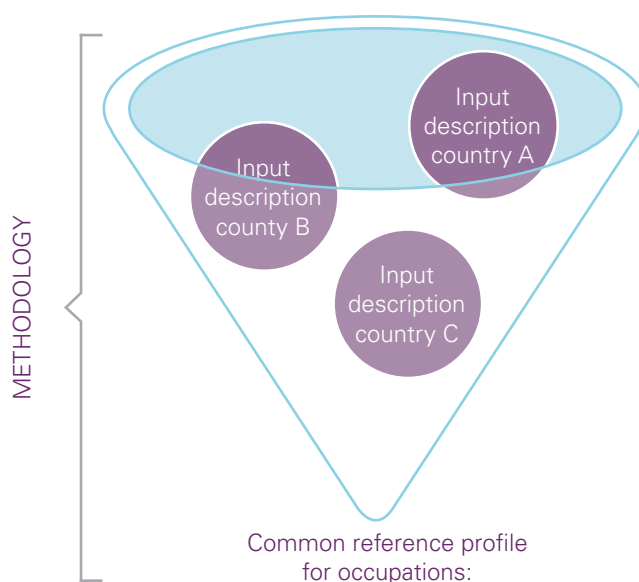 METHODOLOGY
Input
description
country A
Input
description
county B
Input
description
country C
Common reference profile
for occupations: